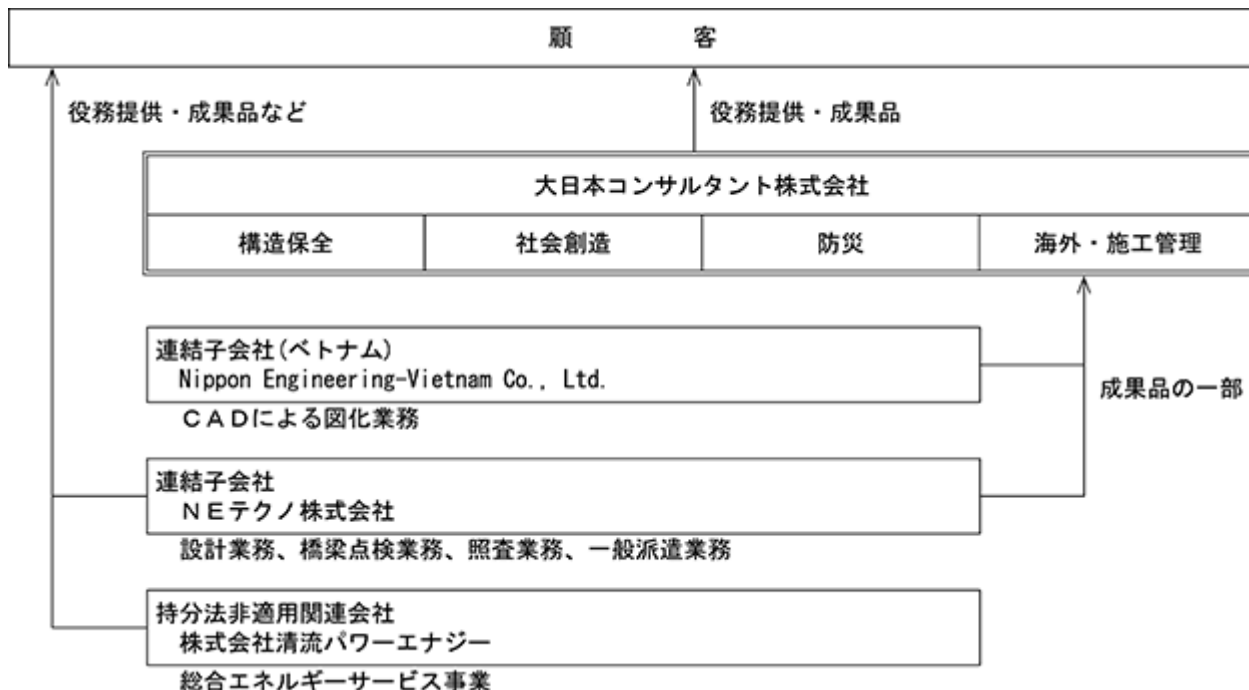 顧　客
役務提供・成果品など
役務提供・成果品
大日本コンサルタント株式会社
構造保全
社会創造
防災
海外・施工管理
連結子会社(ベトナム)
Nippon Engineering-Vietnam Co., Ltd.
ＣＡＤによる図化業務
成果品の一部
連結子会社
ＮＥテクノ株式会社
設計業務、橋梁点検業務、照査業務、一般派遣業務
持分法非適用関連会社
株式会社清流パワーエナジー
総合エネルギーサービス事業